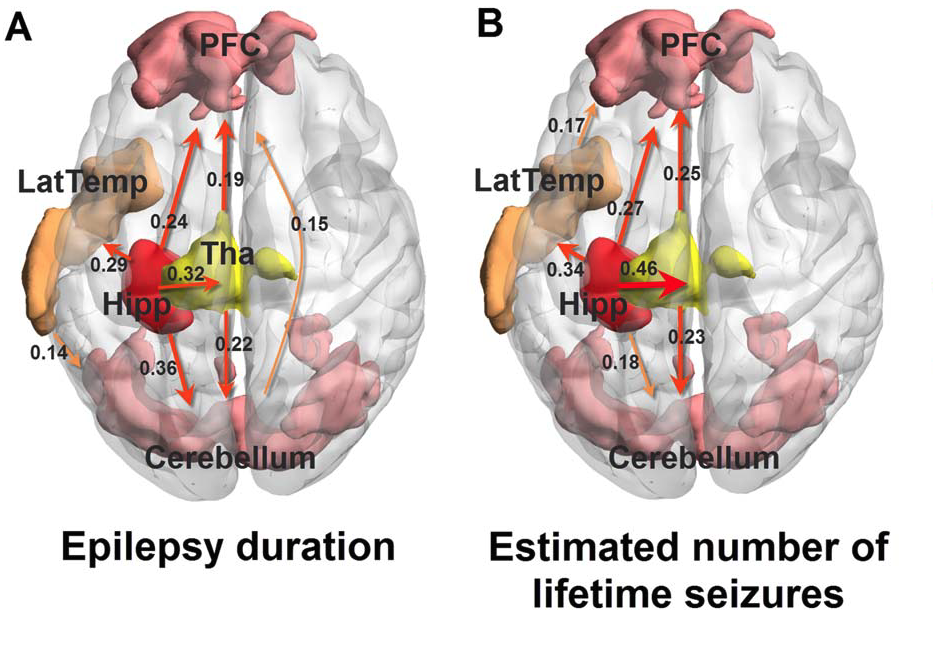 A
PFC
LatTemp
0.19
0.24
0.15
0.29
Tha
0.32
Hipp
0.14
0.36
0.22
Cerebellum
Epilepsy duration
B
PFC
0.17
LatTemp
0.25
0.27
0.34
0.46
Hipp
0.23
0.18
Cerebellum
Estimated number of
lifetime seizures